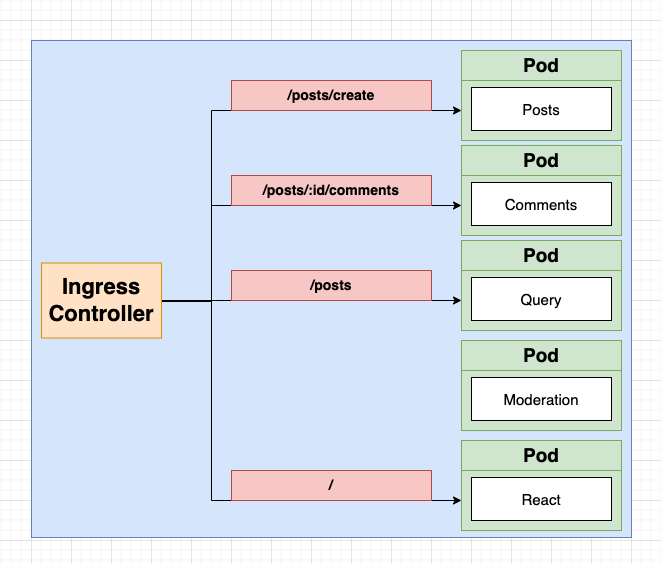 Ingress
Controller
/posts/create
Pod
Posts
/posts/:id/comments
Pod
Comments
/posts
Pod
Query
Pod
Moderation
/
Pod
React